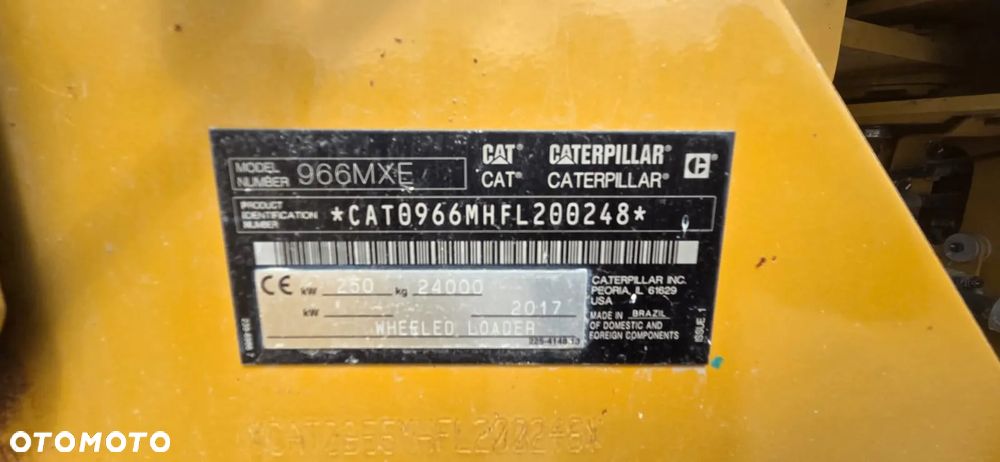 MODEL NUMBER 966MXE
CAT® CATERPILLAR®
CAT® CATERPILLAR®
PRODUCT IDENTIFICATION NUMBER *CAT0966MHFL200248*
CE kW 250 kg 24000
kW 2017
WHEELED LOADER
CATERPILLAR INC.
PEORIA, IL 61629
USA
MADE IN BRAZIL
OF DOMESTIC AND
FOREIGN COMPONENTS
ISSUE 1
OTOMOTO